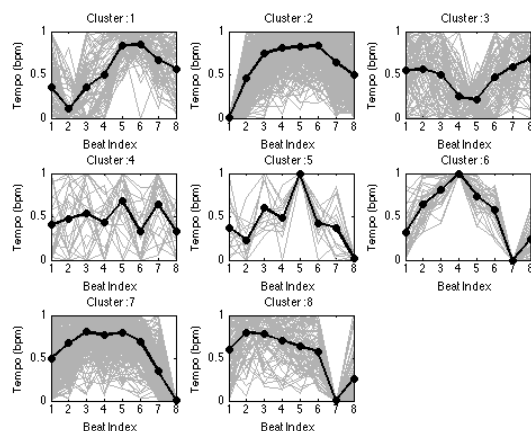 Cluster :1
Cluster :2
Cluster :3
1
0.5
0
Tempo (bpm)
1 2 3 4 5 6 7 8
Beat Index
1
0.5
0
Tempo (bpm)
1 2 3 4 5 6 7 8
Beat Index
1
0.5
0
Tempo (bpm)
1 2 3 4 5 6 7 8
Beat Index
Cluster :4
Cluster :5
Cluster :6
1
0.5
0
Tempo (bpm)
1 2 3 4 5 6 7 8
Beat Index
1
0.5
0
Tempo (bpm)
1 2 3 4 5 6 7 8
Beat Index
1
0.5
0
Tempo (bpm)
1 2 3 4 5 6 7 8
Beat Index
Cluster :7
Cluster :8
1
0.5
0
Tempo (bpm)
1 2 3 4 5 6 7 8
Beat Index
1
0.5
0
Tempo (bpm)
1 2 3 4 5 6 7 8
Beat Index